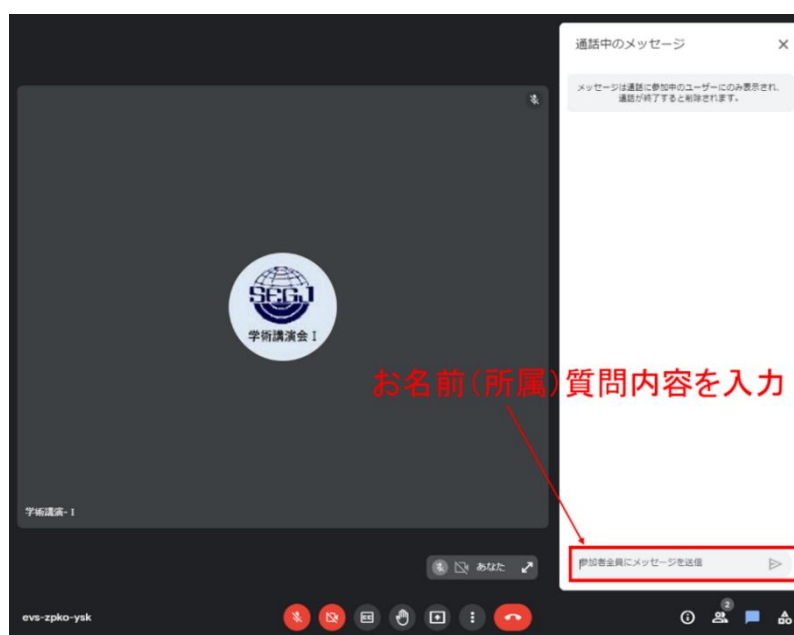 通話中のメッセージ
メッセージは通話に参加中のユーザーにのみ表示され、
通話が終了すると削除されます。
SEGJ
学術講演会 I
お名前(所属)質問内容を入力
学術講演- I
参加者全員にメッセージを送信
あなた
evs-zpko-ysk
2